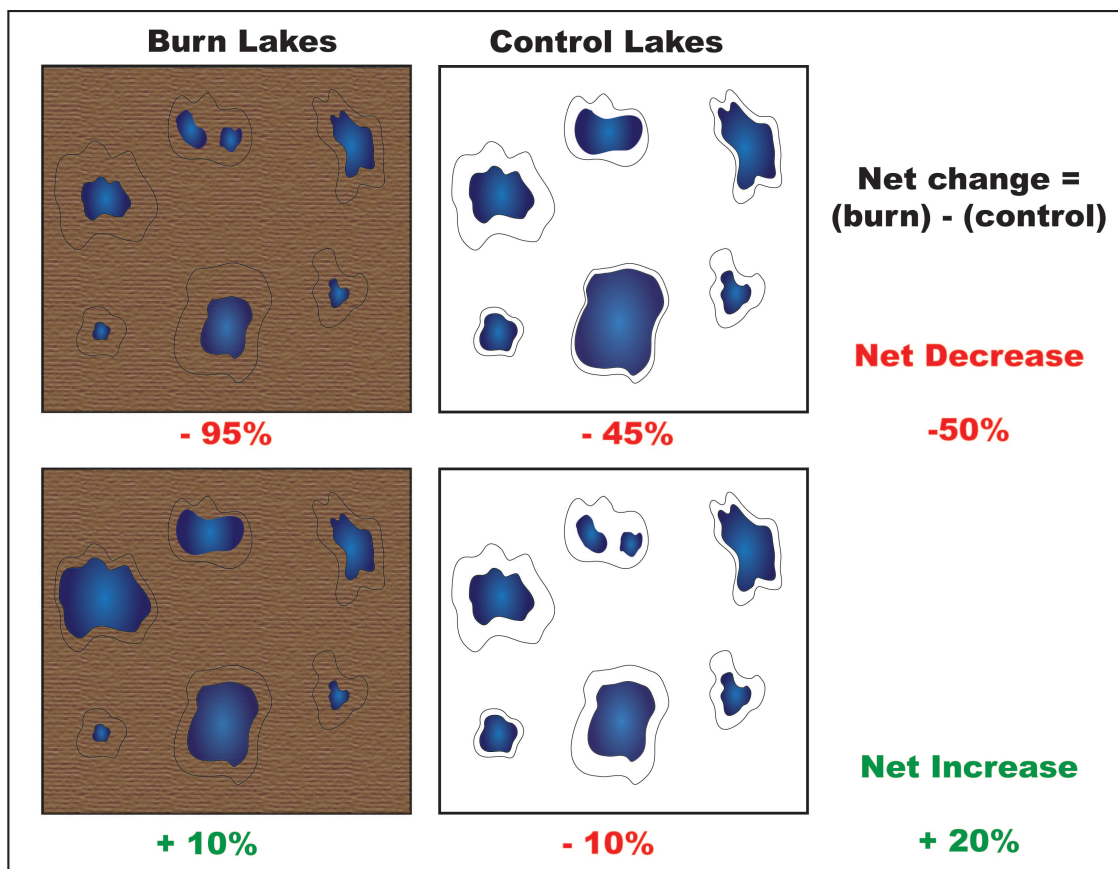 Burn Lakes
Control Lakes
Net change =
(burn) - (control)
Net Decrease
- 95%
- 45%
-50%
Net Increase
+ 10%
- 10%
+ 20%